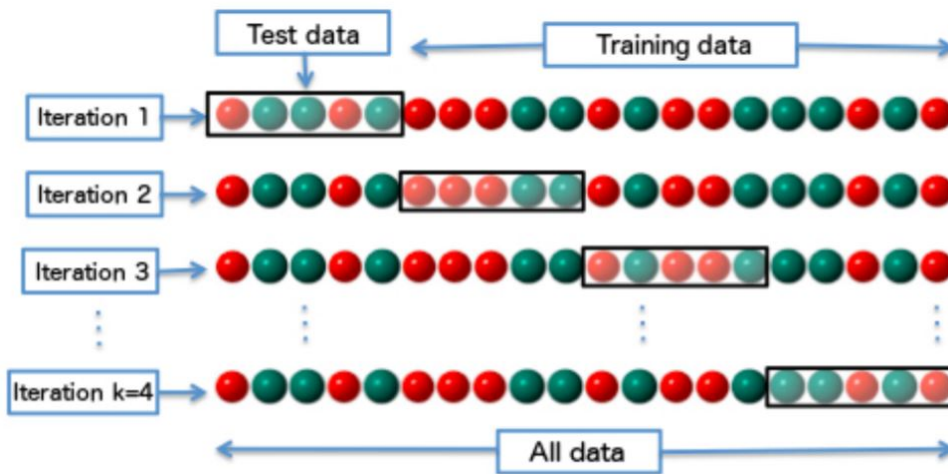 Test data
Training data
Iteration 1
Iteration 2
Iteration 3
Iteration k=4
All data